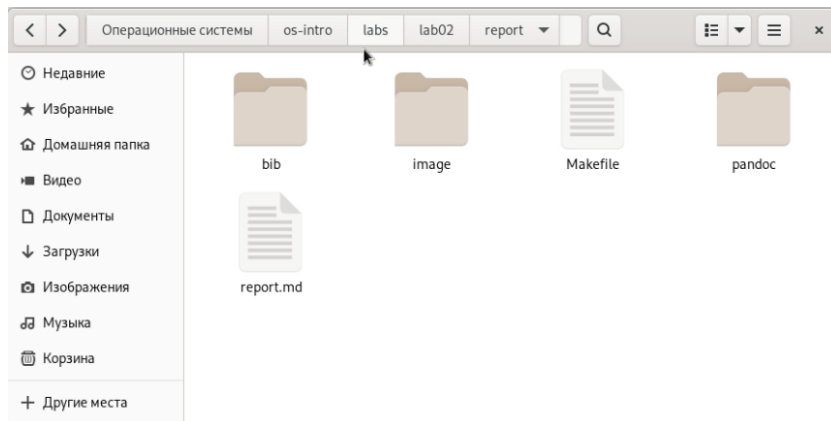 Операционные системы os-intro labs lab02 report
Недавние
Избранные
Домашняя папка
Видео
Документы
Загрузки
Изображения
Музыка
Корзина
Другие места
bib image Makefile pandoc
report.md